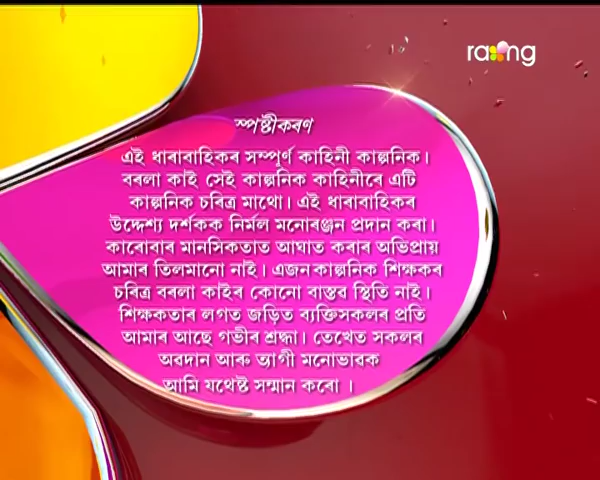 rang
স্পষ্টীকৰণ
এই ধাৰাবাহিকৰ সম্পূৰ্ণ কাহিনী কাল্পনিক।
বৰলা কাই সেই কাল্পনিক কাহিনীৰে এটি
কাল্পনিক চৰিত্ৰ মাথো। এই ধাৰাবাহিকৰ
উদ্দেশ্য দৰ্শকক নিৰ্মল মনোৰঞ্জন প্ৰদান কৰা।
কাৰোবাৰ মানসিকতাত আঘাত কৰাৰ অভিপ্ৰায়
আমাৰ তিলমানো নাই। এজন কাল্পনিক শিক্ষকৰ
চৰিত্ৰ বৰলা কাইৰ কোনো বাস্তৱ স্থিতি নাই।
শিক্ষকতাৰ লগত জড়িত ব্যক্তিসকলৰ প্ৰতি
আমাৰ আছে গভীৰ শ্ৰদ্ধা। তেখেত সকলৰ
অৱদান আৰু ত্যাগী মনোভাৱক
আমি যথেষ্ট সন্মান কৰো ।